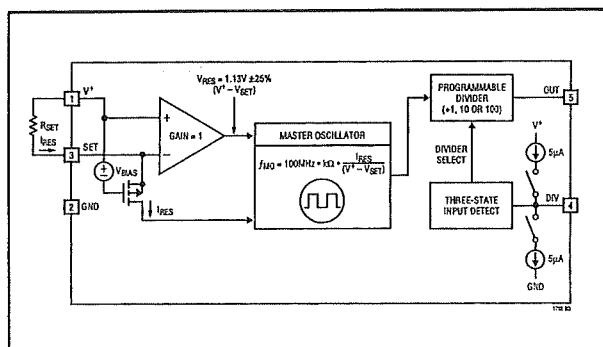 V_RES = 1.13V ±25%
(V⁺ – V_SET)
1
V⁺
R_SET
I_RES
3
SET
+
–
GAIN = 1
V_BIAS
2
GND
I_RES
MASTER OSCILLATOR
f_MO = 100MHz • kΩ • I_RES
(V⁺ – V_SET)
PROGRAMMABLE
DIVIDER
(÷1, 10 OR 100)
OUT
5
DIVIDER
SELECT
THREE-STATE
INPUT DETECT
V⁺
5µA
DIV
4
5µA
GND